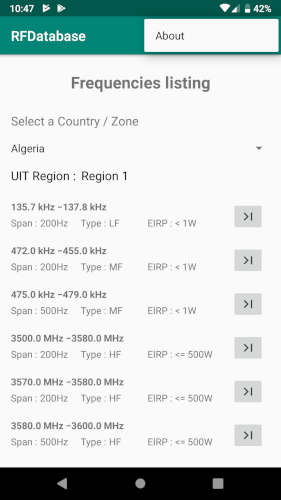 10:47 42%
RFDatabase About
Frequencies listing
Select a Country / Zone
Algeria
UIT Region : Region 1
135.7 kHz –137.8 kHz
Span : 200Hz Type : LF EIRP : < 1W
472.0 kHz –455.0 kHz
Span : 200Hz Type : MF EIRP : < 1W
475.0 kHz –479.0 kHz
Span : 500Hz Type : MF EIRP : < 1W
3500.0 MHz –3580.0 MHz
Span : 200Hz Type : HF EIRP : <= 500W
3570.0 MHz –3580.0 MHz
Span : 200Hz Type : HF EIRP : <= 500W
3580.0 MHz –3600.0 MHz
Span : 500Hz Type : HF EIRP : <= 500W